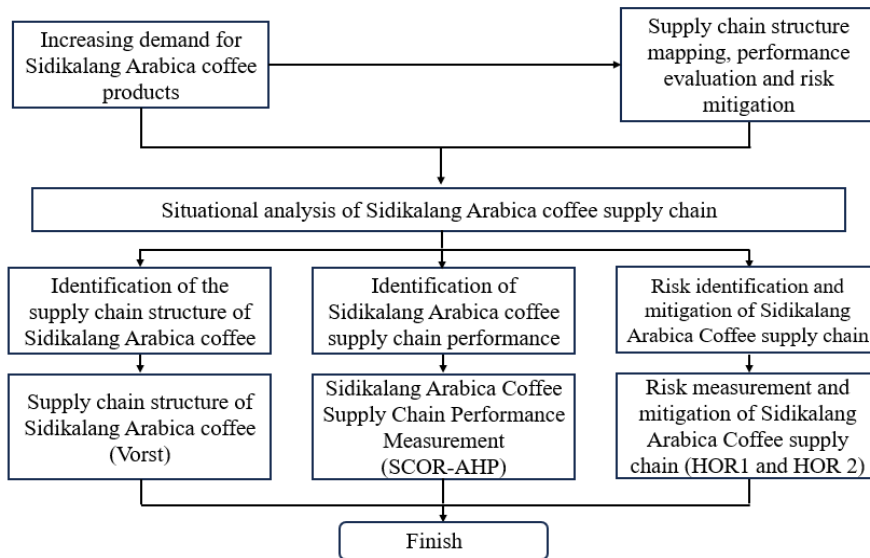 Increasing demand for
Sidikalang Arabica coffee
products
Supply chain structure
mapping, performance
evaluation and risk
mitigation
Situational analysis of Sidikalang Arabica coffee supply chain
Identification of the
supply chain structure of
Sidikalang Arabica coffee
Identification of
Sidikalang Arabica coffee
supply chain performance
Risk identification and
mitigation of Sidikalang
Arabica Coffee supply chain
Supply chain structure of
Sidikalang Arabica coffee
(Vorst)
Sidikalang Arabica Coffee
Supply Chain Performance
Measurement
(SCOR-AHP)
Risk measurement and
mitigation of Sidikalang
Arabica Coffee supply
chain (HOR1 and HOR 2)
Finish